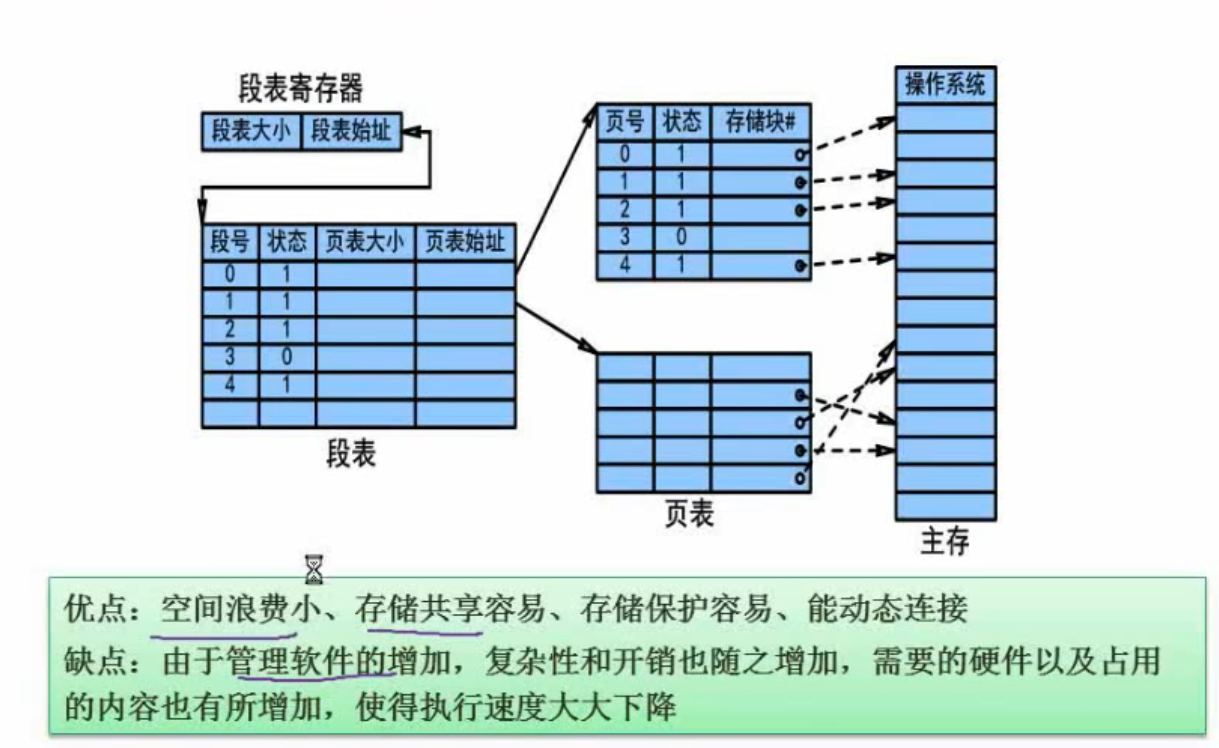 段表寄存器
段表大小 段表始址
段号 状态 页表大小 页表始址
0 1
1 1
2 1
3 0
4 1
段表
页号 状态 存储块#
0 1
1 1
2 1
3 0
4 1
页表
操作系统
主存
优点：空间浪费小、存储共享容易、存储保护容易、能动态连接
缺点：由于管理软件的增加，复杂性和开销也随之增加，需要的硬件以及占用
的内容也有所增加，使得执行速度大大下降